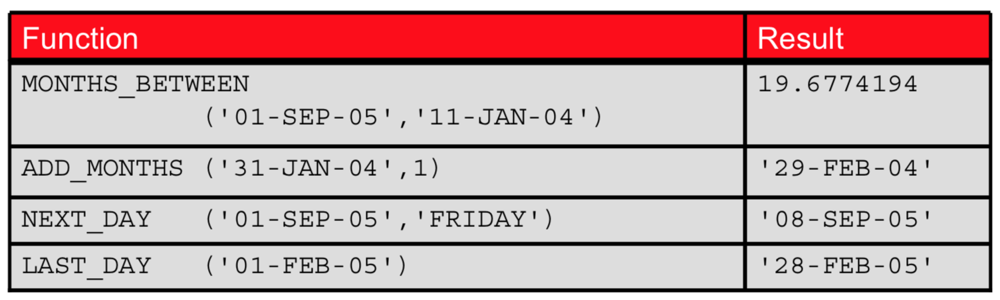 Function Result
MONTHS_BETWEEN 19.6774194
('01-SEP-05','11-JAN-04')
ADD_MONTHS ('31-JAN-04',1) '29-FEB-04'
NEXT_DAY ('01-SEP-05','FRIDAY') '08-SEP-05'
LAST_DAY ('01-FEB-05') '28-FEB-05'